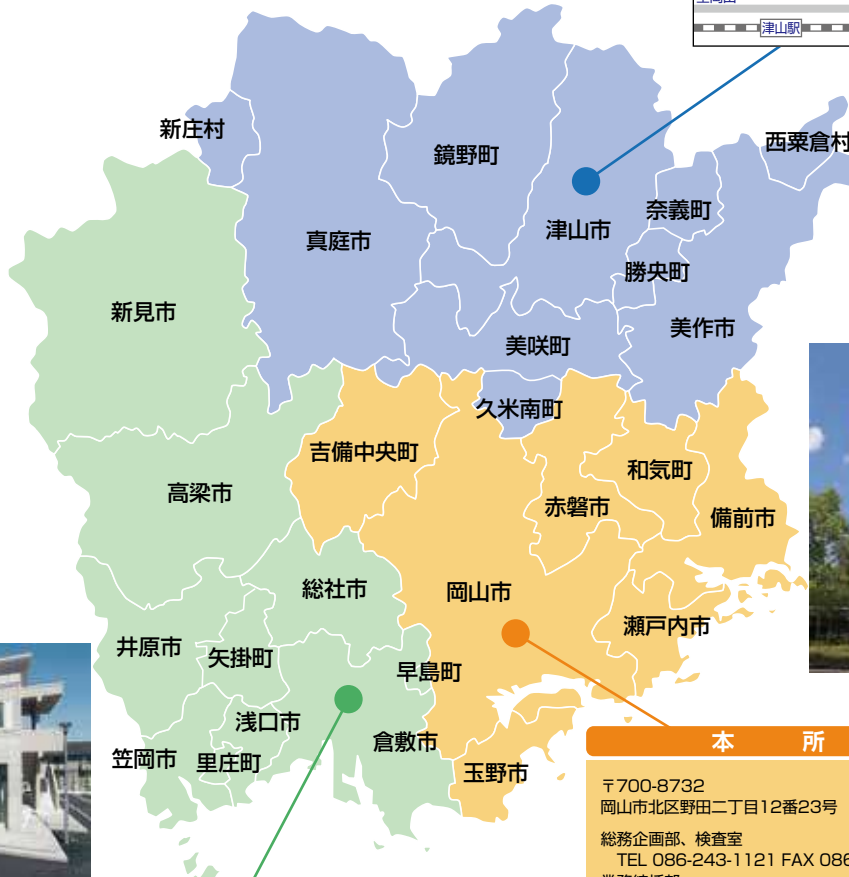 津山駅
新庄村
鏡野町
西粟倉村
奈義町
津山市
真庭市
勝央町
新見市
美咲町
美作市
久米南町
吉備中央町
和気町
高梁市
赤磐市
備前市
総社市
岡山市
瀬戸内市
井原市
矢掛町
早島町
浅口市
倉敷市
笠岡市
里庄町
玉野市
本 所
〒700-8732
岡山市北区野田二丁目12番23号
総務企画部、検査室
TEL 086-243-1121 FAX 086